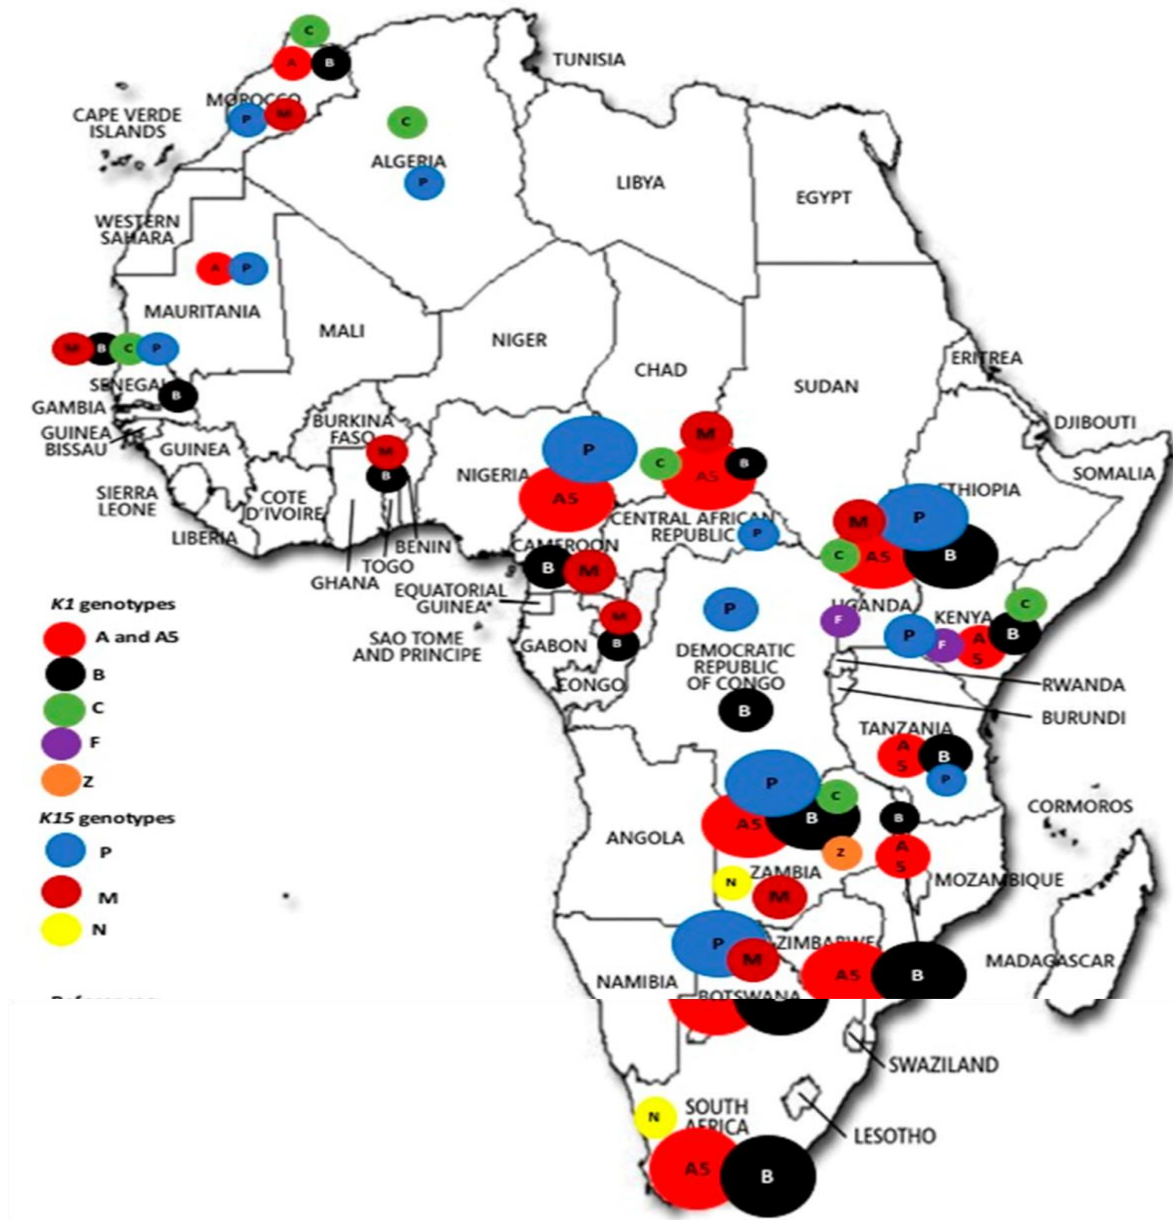 C
A B
TUNISIA
MOROCCO
P M
CAPE VERDE
ISLANDS
C
ALGERIA
P
LIBYA
EGYPT
WESTERN
SAHARA
A P
MAURITANIA
MALI
NIGER
CHAD
SUDAN
ERITREA
M B C P
SENEGAL
B
GAMBIA
GUINEA
BISSAU
GUINEA
BURKINA
FASO
M
B
DJIBOUTI
SOMALIA
ETHIOPIA
NIGERIA
P
A5
M
C A5 B
SIERRA
LEONE
COTE
D'IVOIRE
LIBERIA
BENIN
TOGO
GHANA
CENTRAL AFRICAN
REPUBLIC
P
M P
C A5 B
CAMEROON
B M
EQUATORIAL
GUINEA
SAO TOME
AND PRINCIPE
M
GABON B
CONGO
P
DEMOCRATIC
REPUBLIC
OF CONGO
B
UGANDA
F
KENYA
C
P F A5 B
RWANDA
BURUNDI
TANZANIA
A5 B
P
CORMOROS
K1 genotypes
A and A5
B
C
F
Z
K15 genotypes
P
M
N
ANGOLA
P C
A5 B
Z
ZAMBIA
N M
B
A5
MOZAMBIQUE
MADAGASCAR
P M
ZIMBABWE
A5 B
NAMIBIA
BOTSWANA
SWAZILAND
LESOTHO
N
SOUTH
AFRICA
A5 B